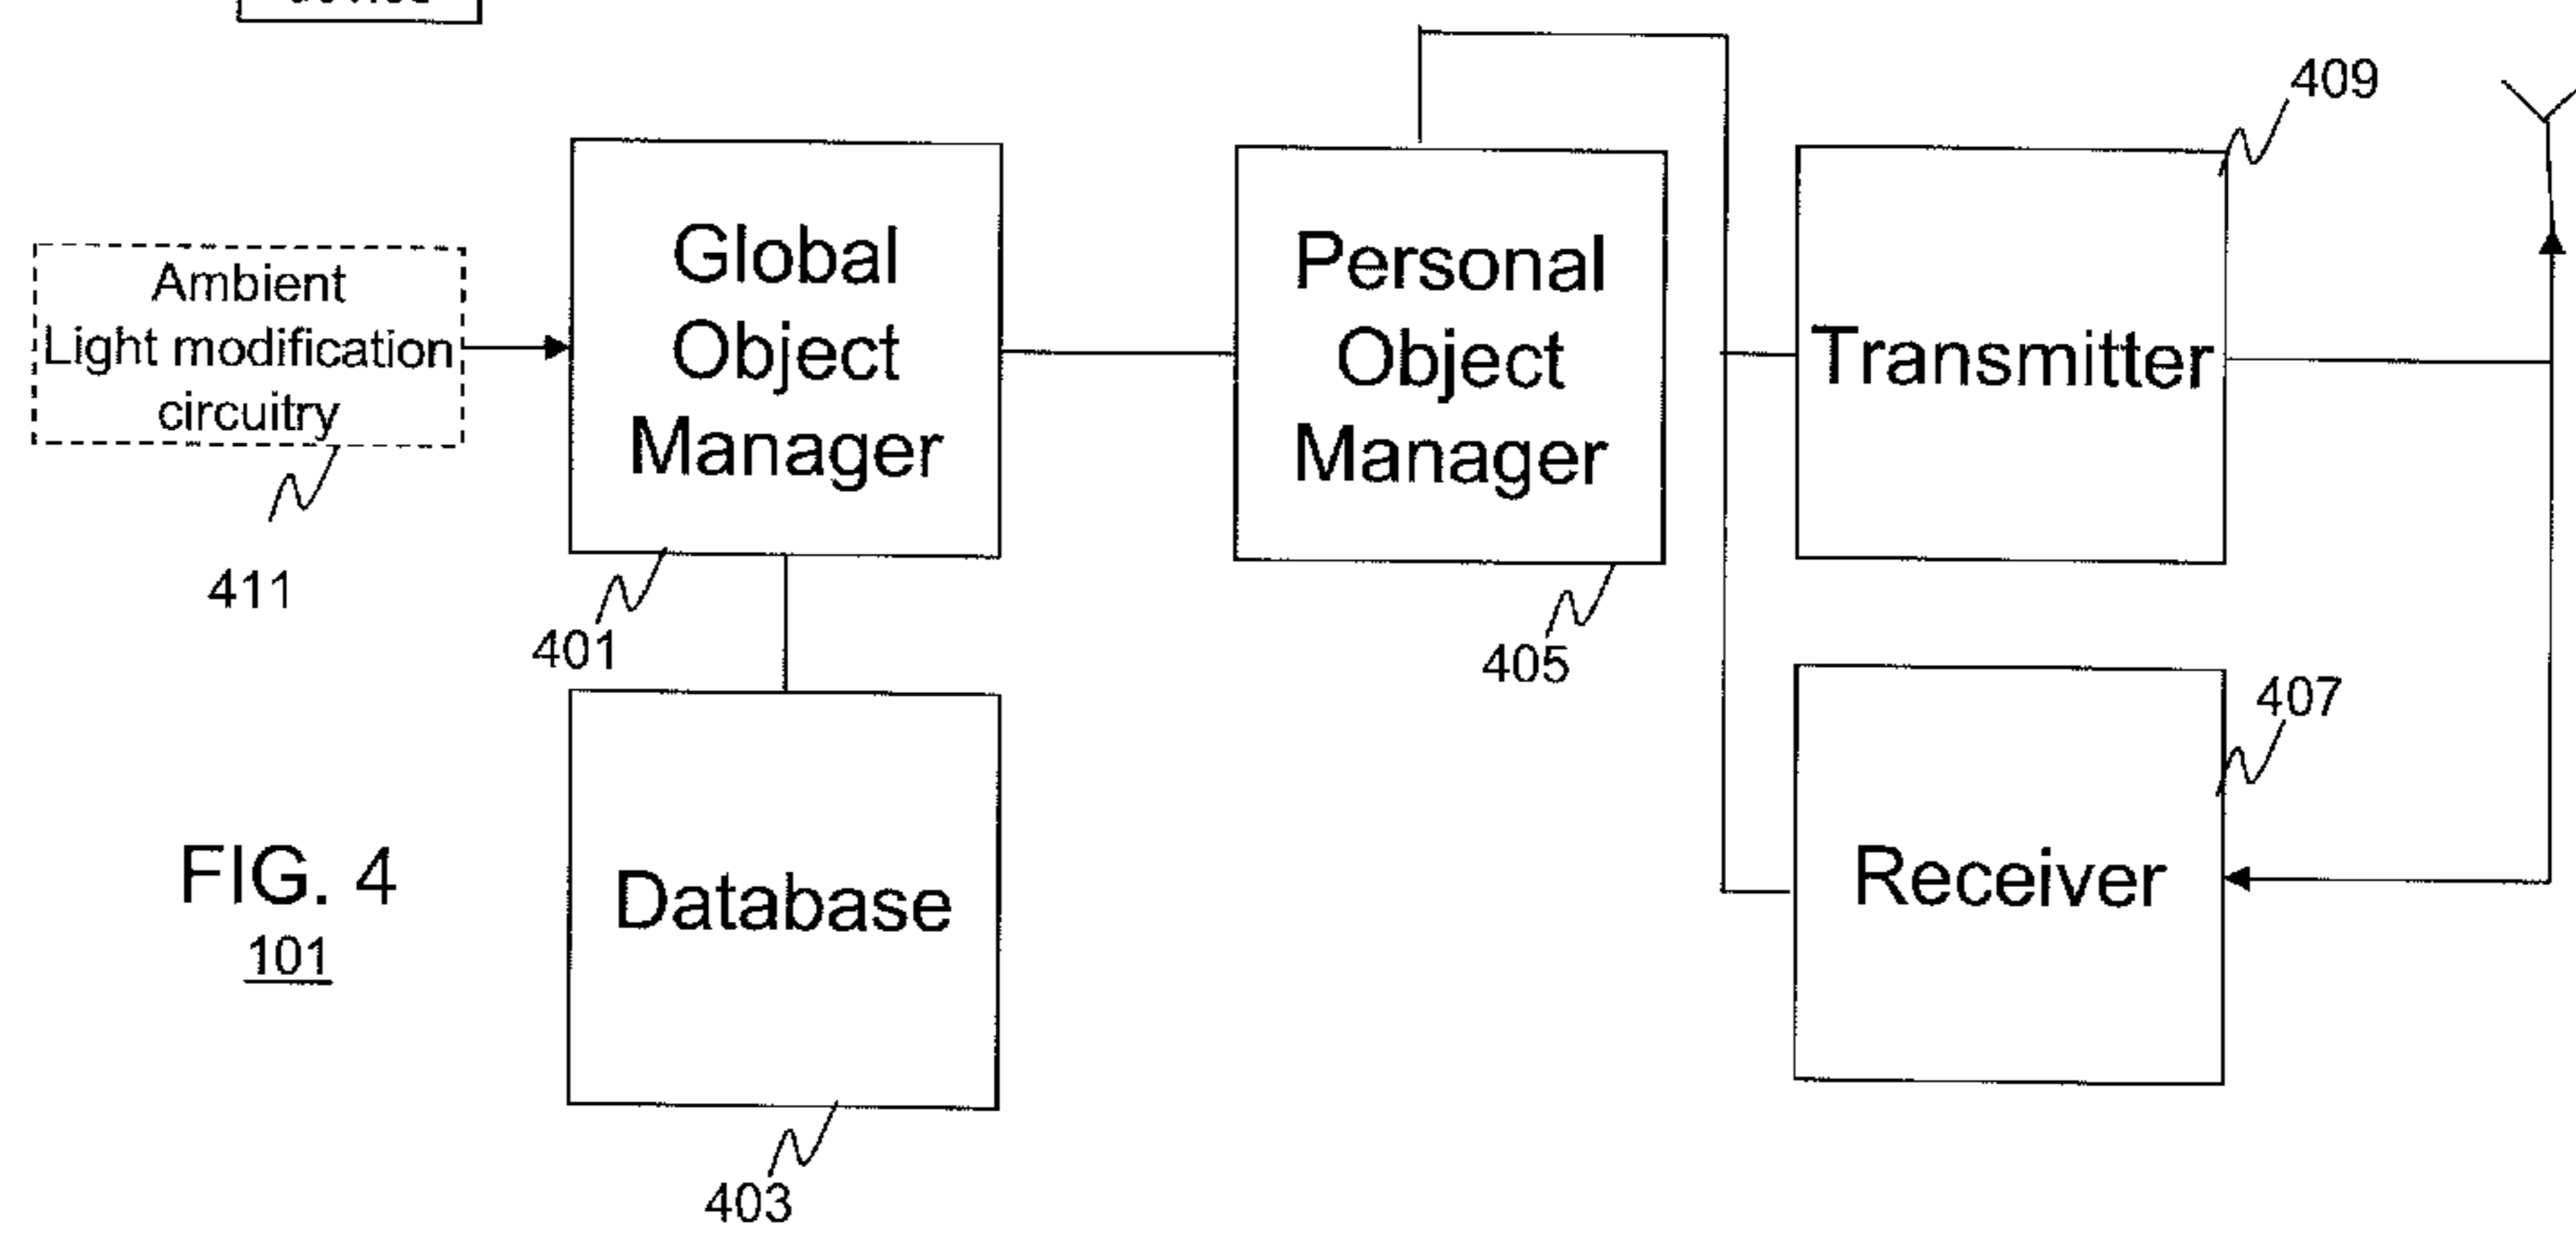 409
Global
Object
Manager
Personal
Object
Manager
Transmitter
Ambient
Light modification
circuitry
411
401
405
407
Database
Receiver
FIG. 4
101
403